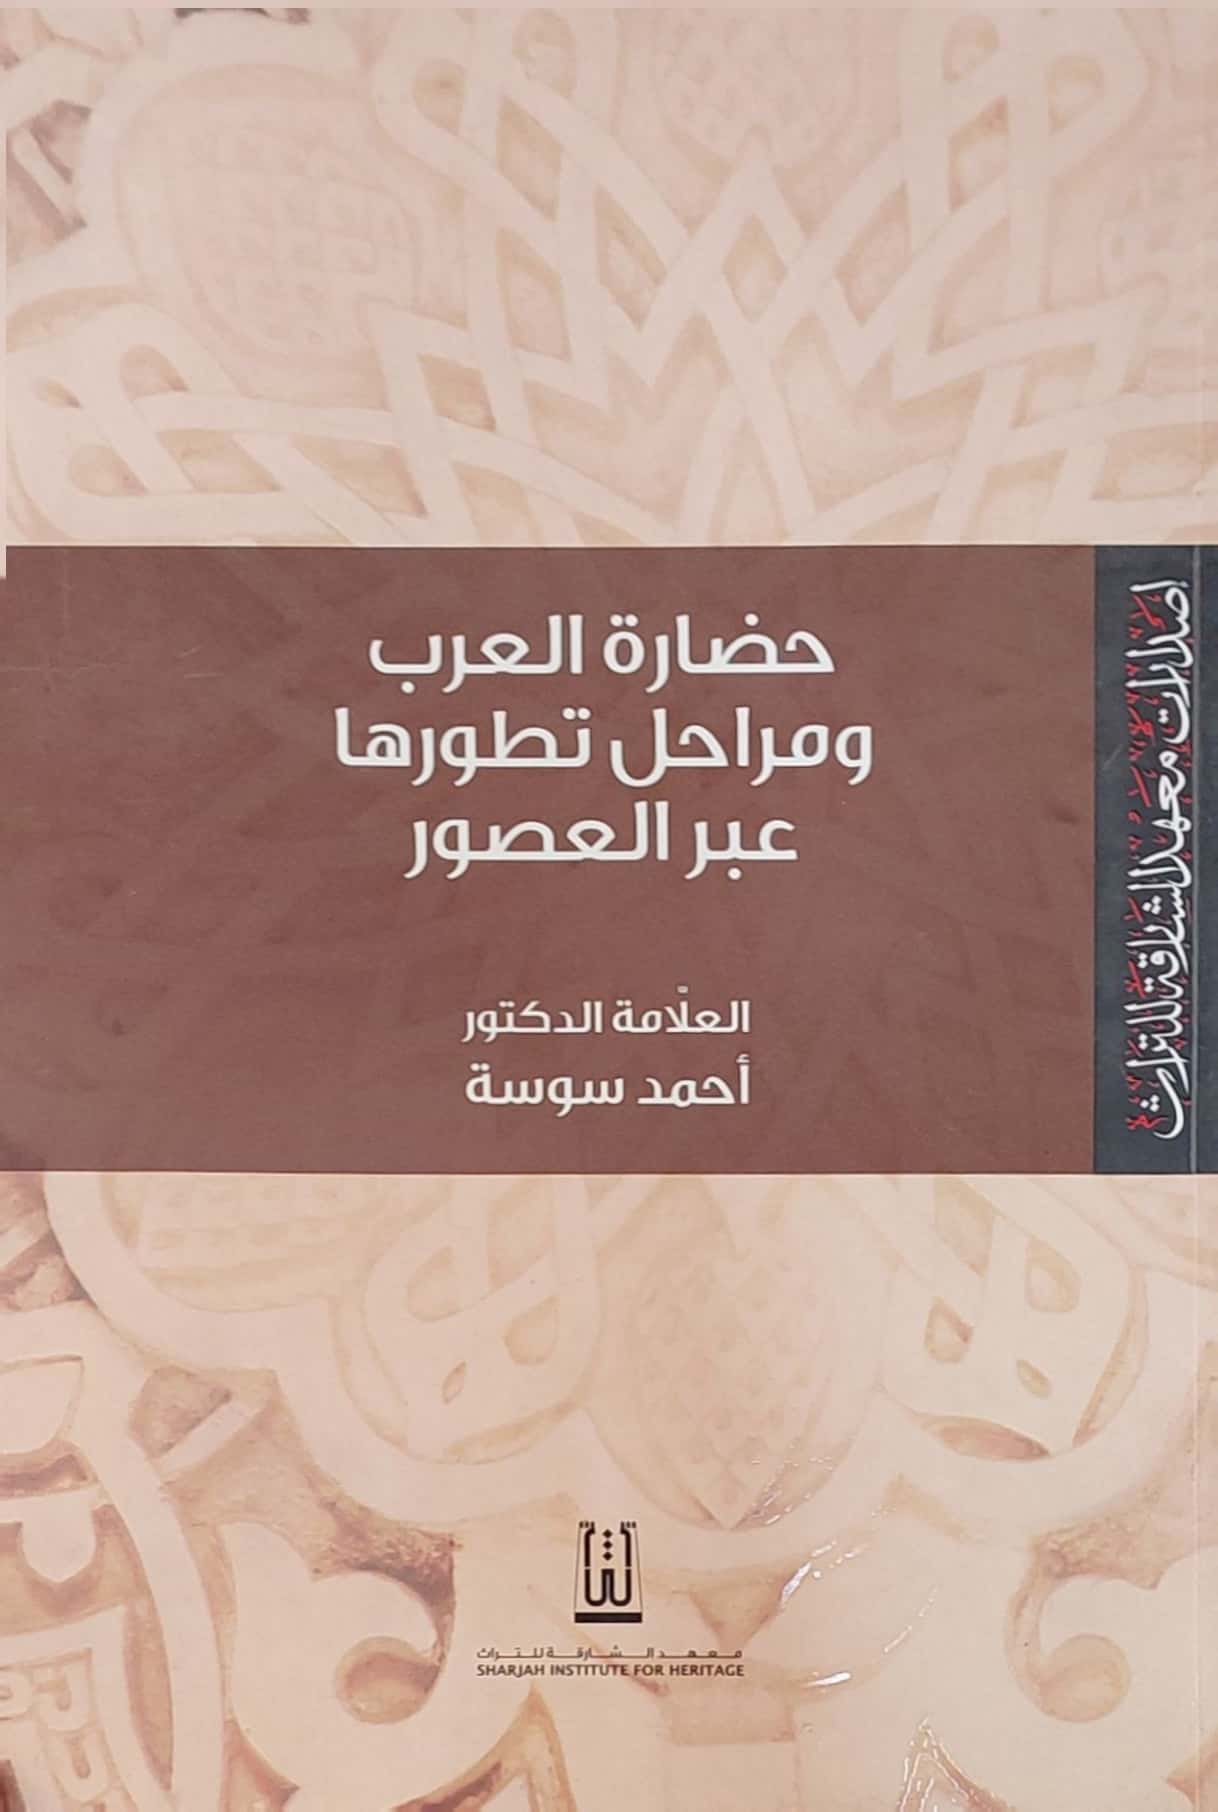 حضارة العرب
ومراحل تطورها
عبر العصور
العلّامة الدكتور
أحمد سوسة
إصدارات معهد الشارقة للتراث
معهد الشارقة للتراث
SHARJAH INSTITUTE FOR HERITAGE